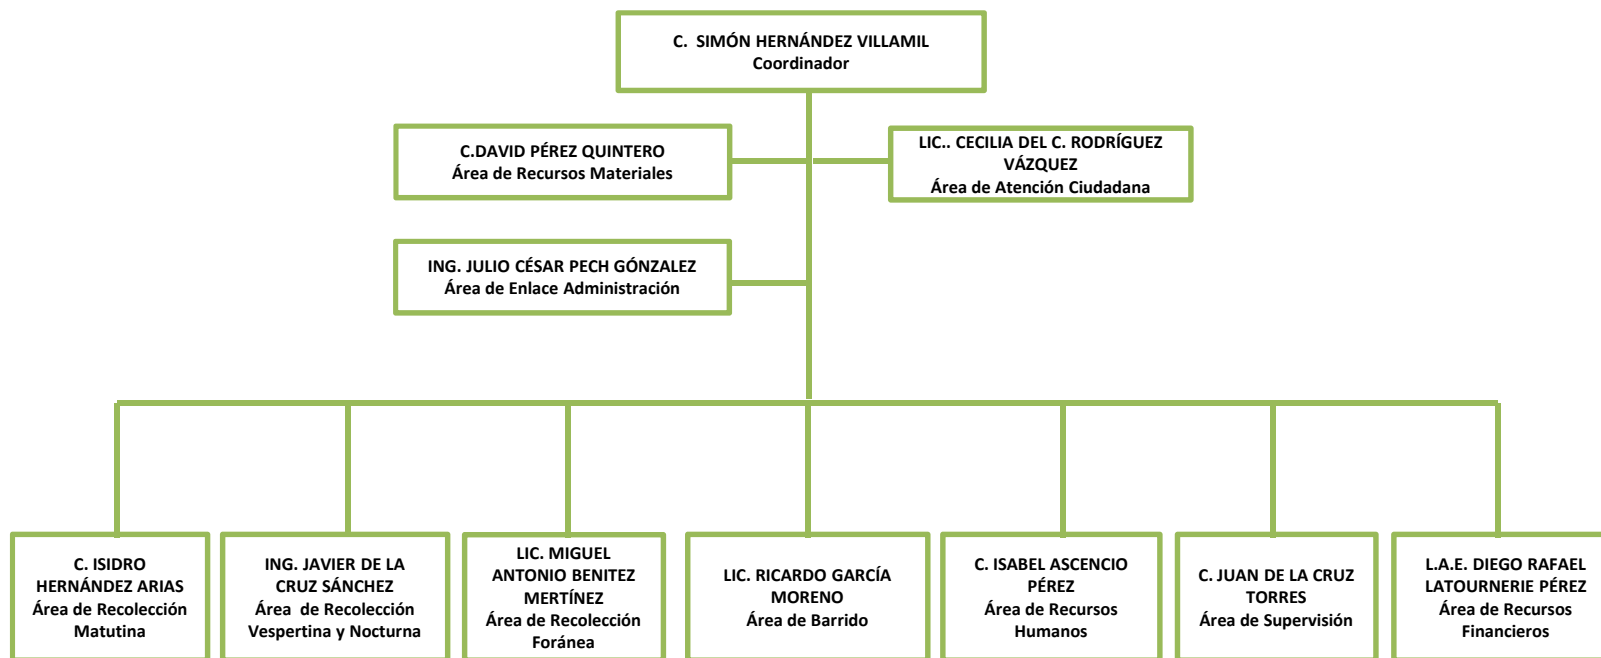 C. SIMÓN HERNÁNDEZ VILLAMIL
Coordinador
C.DAVID PÉREZ QUINTERO
Área de Recursos Materiales
LIC.. CECILIA DEL C. RODRÍGUEZ
VÁZQUEZ
Área de Atención Ciudadana
ING. JULIO CÉSAR PECH GÓNZALEZ
Área de Enlace Administración
C. ISIDRO
HERNÁNDEZ ARIAS
Área de Recolección
Matutina
ING. JAVIER DE LA
CRUZ SÁNCHEZ
Área de Recolección
Vespertina y Nocturna
LIC. MIGUEL
ANTONIO BENITEZ
MERTÍNEZ
Área de Recolección
Foránea
LIC. RICARDO GARCÍA
MORENO
Área de Barrido
C. ISABEL ASCENCIO
PÉREZ
Área de Recursos
Humanos
C. JUAN DE LA CRUZ
TORRES
Área de Supervisión
L.A.E. DIEGO RAFAEL
LATOURNERIE PÉREZ
Área de Recursos
Financieros